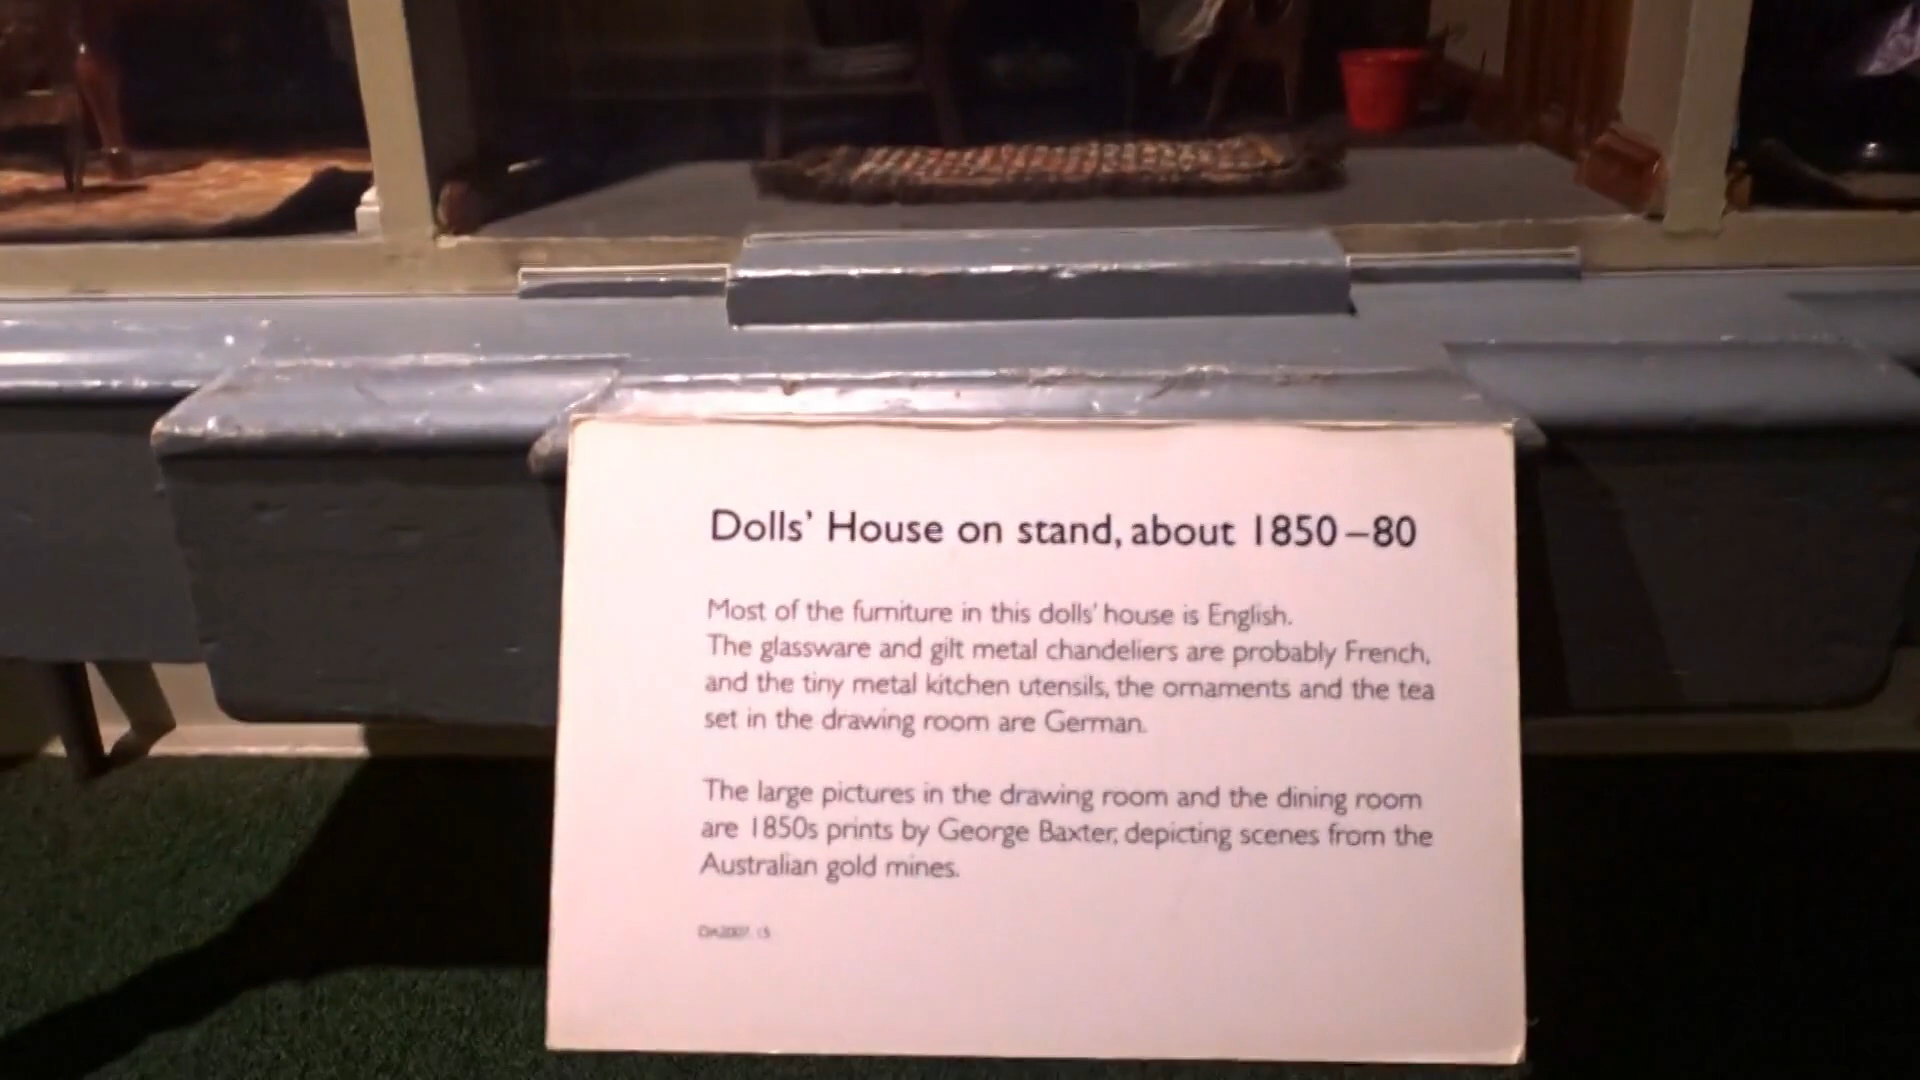 Dolls' House on stand, about 1850–80
Most of the furniture in this dolls' house is English.
The glassware and gilt metal chandeliers are probably French,
and the tiny metal kitchen utensils, the ornaments and the tea
set in the drawing room are German.
The large pictures in the drawing room and the dining room
are 1850s prints by George Baxter, depicting scenes from the
Australian gold mines.